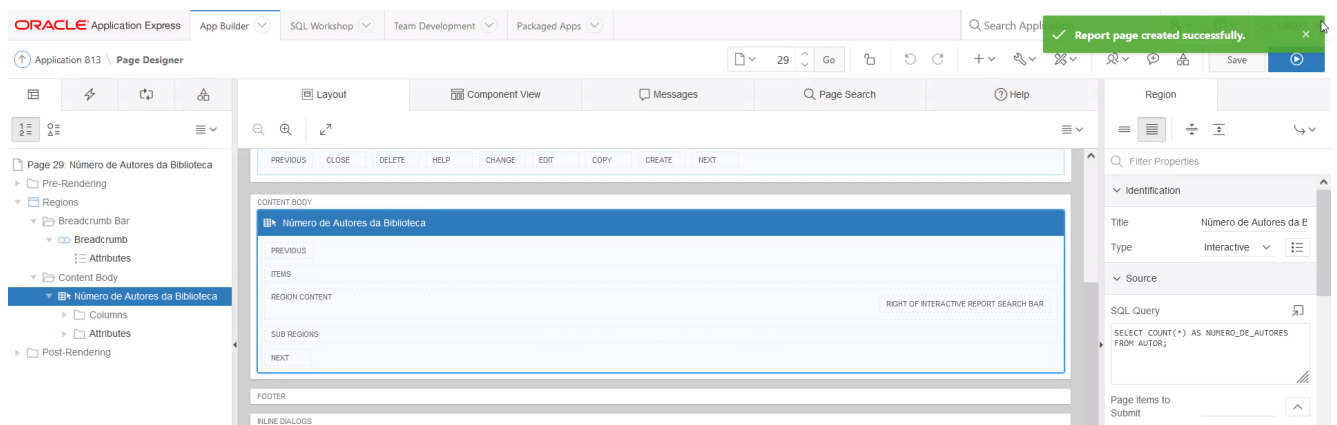 ORACLE Application Express App Builder SQL Workshop Team Development Packaged Apps Search Appl
Report page created successfully.
Application 813 \ Page Designer 29 Go Save
Layout Component View Messages Page Search Help Region
Page 29: Número de Autores da Biblioteca
Pre-Rendering
Regions
Breadcrumb Bar
Breadcrumb
Attributes
Content Body
Número de Autores da Biblioteca
Columns
Attributes
Post-Rendering
PREVIOUS CLOSE DELETE HELP CHANGE EDIT COPY CREATE NEXT
CONTENT BODY
Número de Autores da Biblioteca
PREVIOUS
ITEMS
REGION CONTENT
RIGHT OF INTERACTIVE REPORT SEARCH BAR
SUB REGIONS
NEXT
FOOTER
INLINE DIALOGS
Filter Properties
Identification
Title Número de Autores da B
Type Interactive
Source
SQL Query
SELECT COUNT(*) AS NUMERO_DE_AUTORES
FROM AUTOR;
Page Items to
Submit